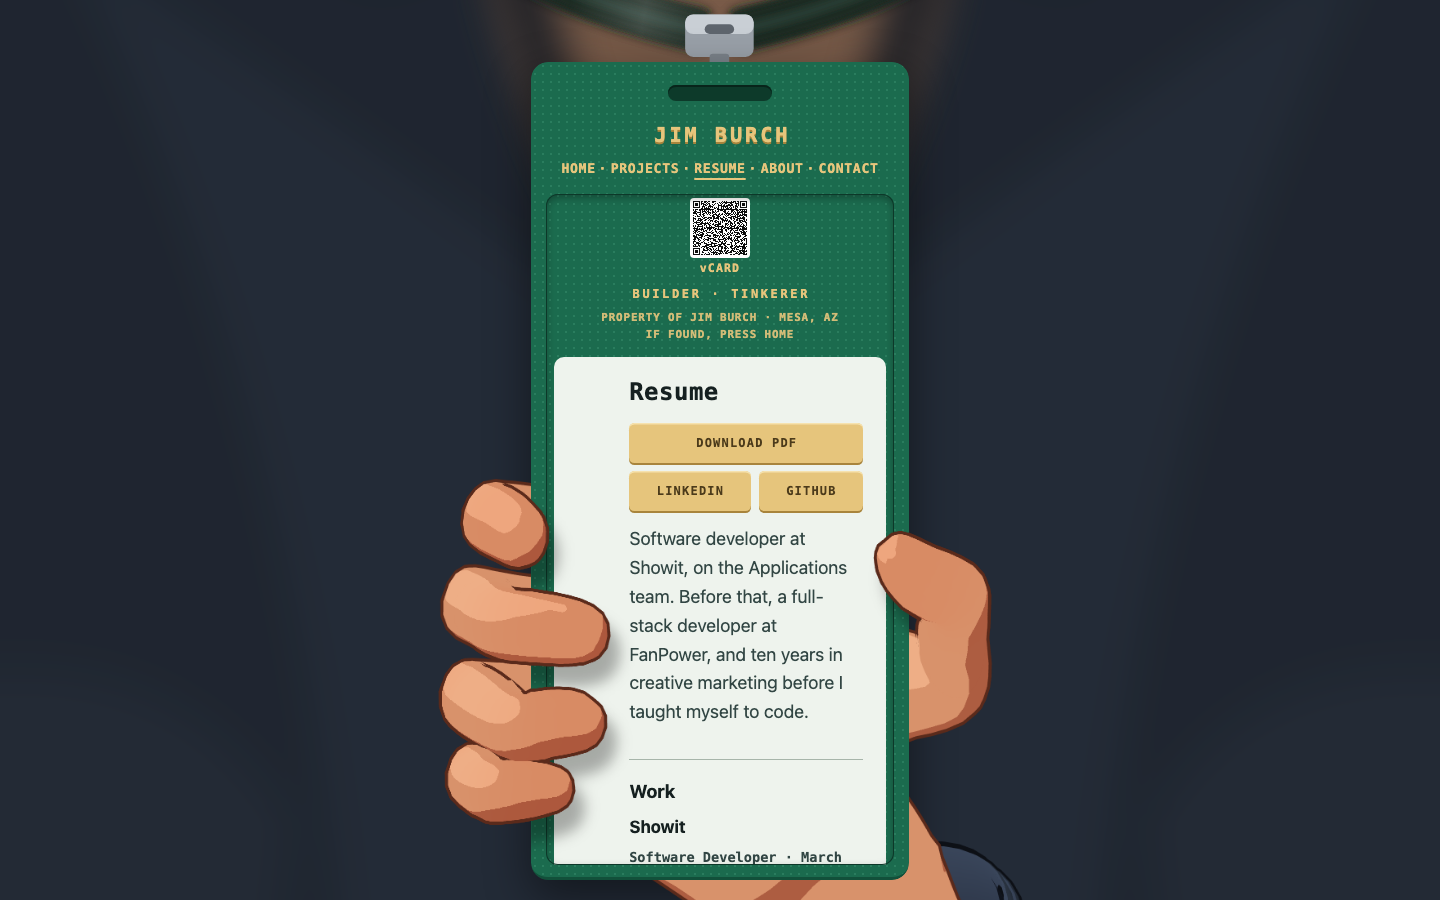 JIM BURCH
HOME · PROJECTS · RESUME · ABOUT · CONTACT
vCARD
BUILDER · TINKERER
PROPERTY OF JIM BURCH · MESA, AZ
IF FOUND, PRESS HOME
Resume
DOWNLOAD PDF
LINKEDIN GITHUB
Software developer at
Showit, on the Applications
team. Before that, a full-
stack developer at
FanPower, and ten years in
creative marketing before I
taught myself to code.
Work
Showit
Software Developer · March